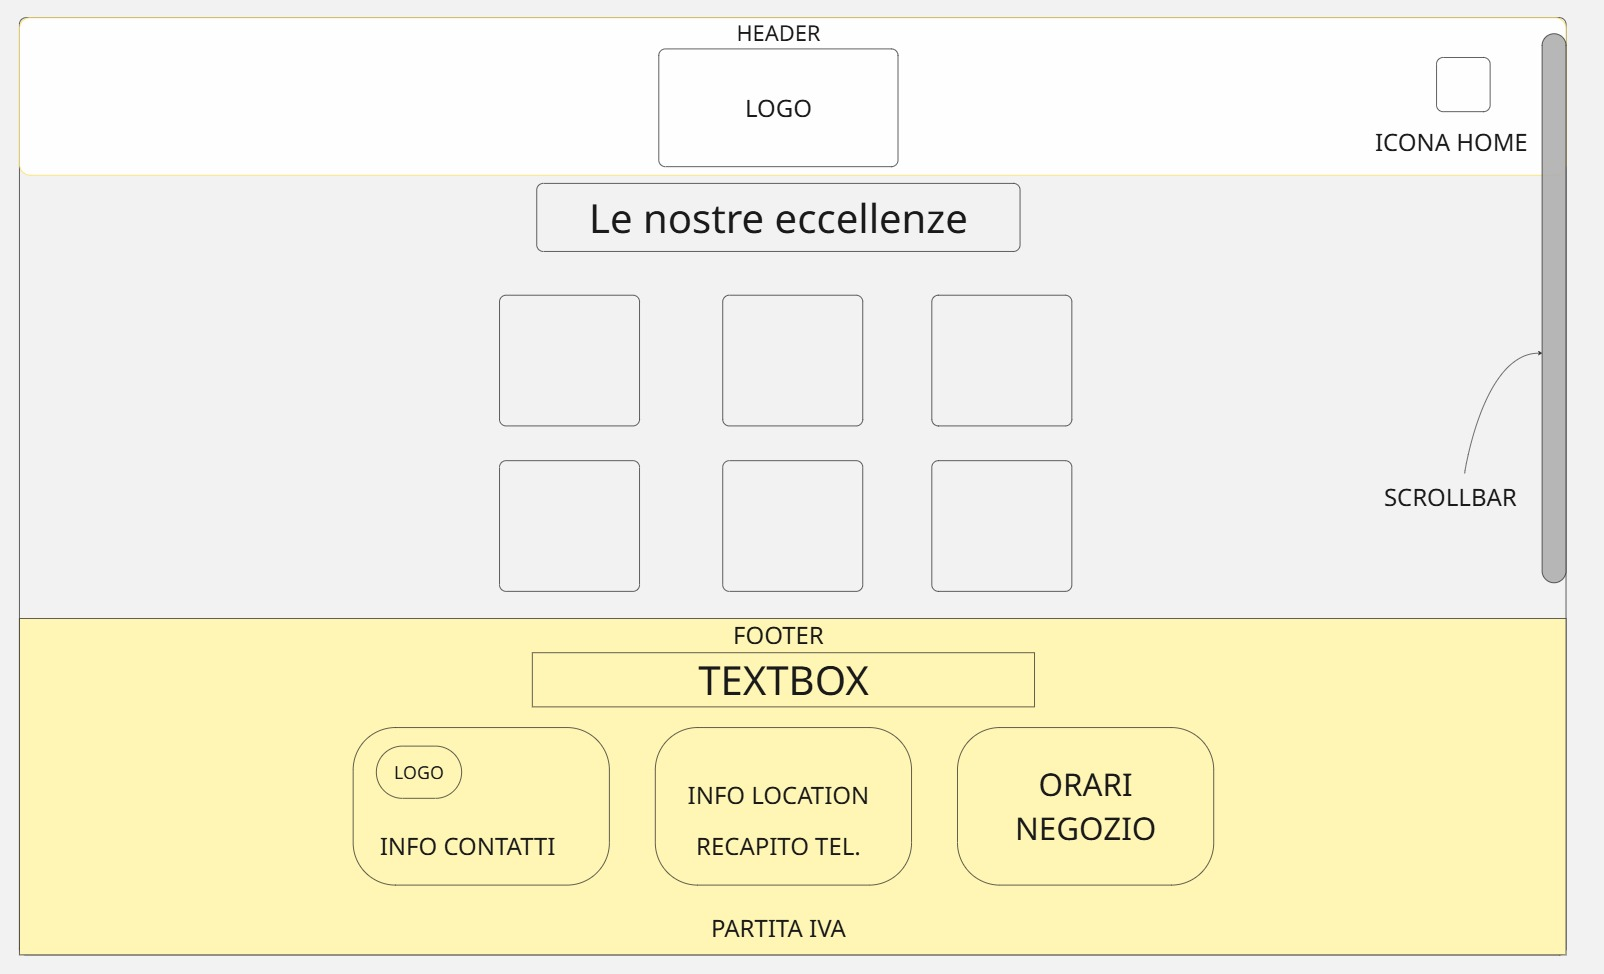 HEADER
LOGO
ICONA HOME
Le nostre eccellenze
SCROLLBAR
FOOTER
TEXTBOX
LOGO
INFO CONTATTI
INFO LOCATION
RECAPITO TEL.
ORARI
NEGOZIO
PARTITA IVA